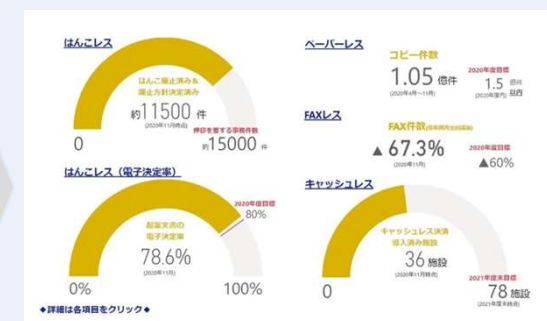 はんこレス
はんこ廃止済み&
廃止方針決定済み
約11500 件
(2020年11月時点)
押印を要する事務件数
0
約15000 件
はんこレス（電子決定率）
2020年度目標
80%
起案文書の
電子決定率
78.6%
(2020年11月)
0%
100%
◆詳細は各項目をクリック◆
ペーパーレス
コピー件数
1.05 億件
(2020年4月～11月)
2020年度目標
1.5 億件
(2020年度内) 以内
FAXレス
FAX件数
▲ 67.3%
(2020年11月)
2020年度目標
▲60%
キャッシュレス
キャッシュレス決済
導入済み施設
36 施設
(2020年11月時点)
0
2021年度末目標
78 施設
(2021年度末時点)